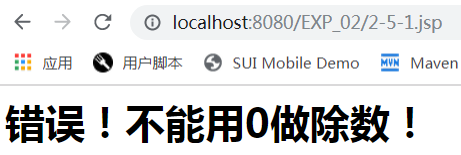 localhost:8080/EXP_02/2-5-1.jsp
应用 用户脚本 SUI Mobile Demo MVN Maven
错误！不能用0做除数！